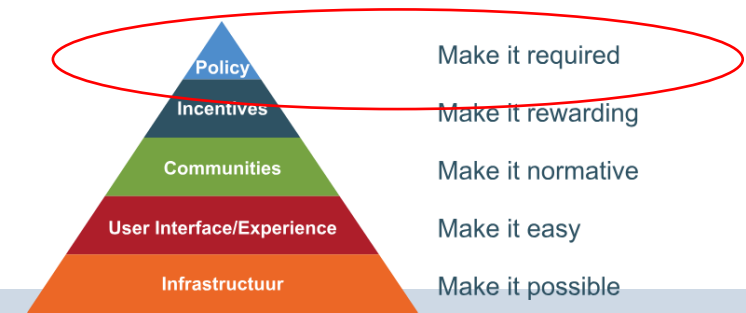 Policy Make it required
Incentives Make it rewarding
Communities Make it normative
User Interface/Experience Make it easy
Infrastructuur Make it possible